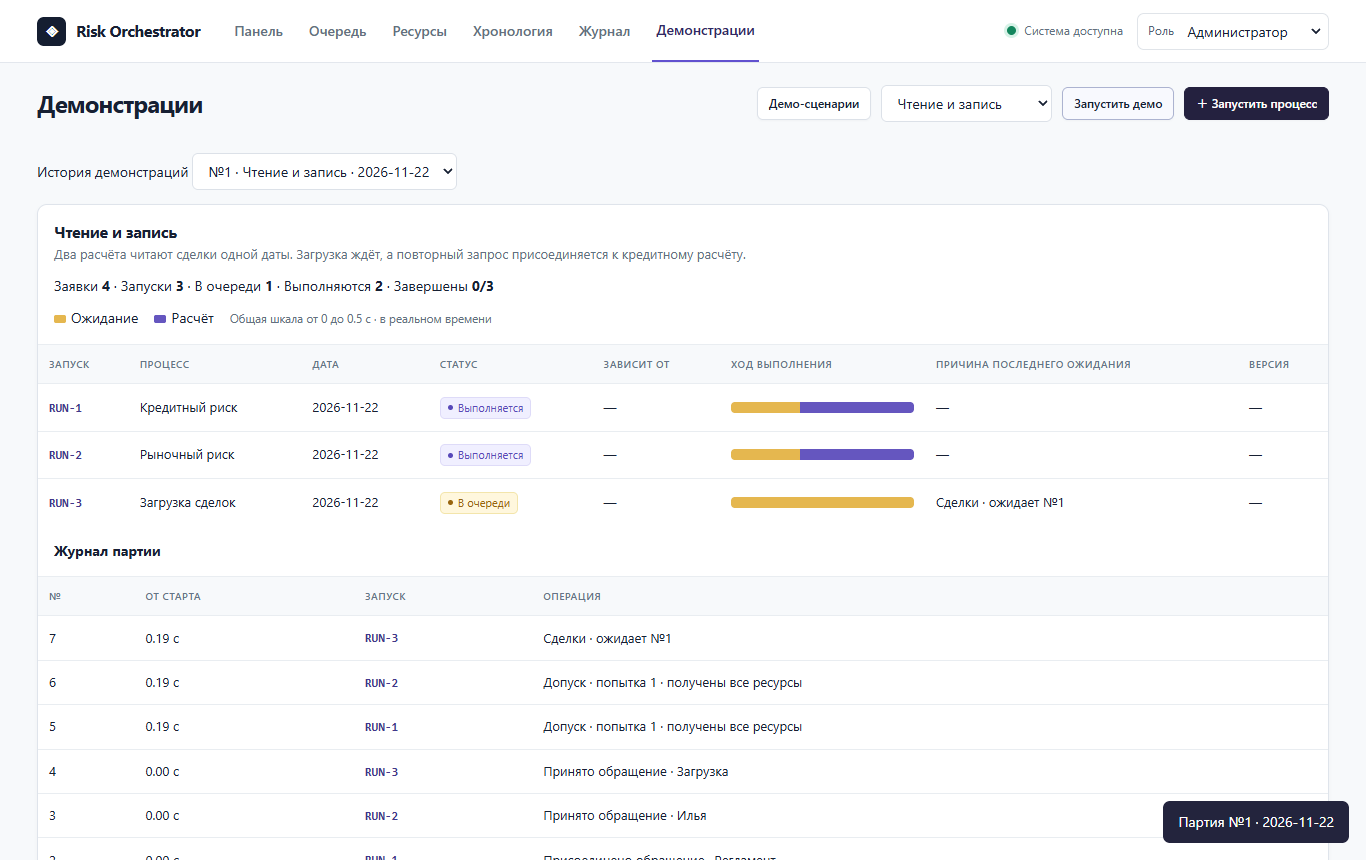 Risk Orchestrator Панель Очередь Ресурсы Хронология Журнал Демонстрации Система доступна Роль Администратор
Демонстрации Демо-сценарии Чтение и запись Запустить демо + Запустить процесс
История демонстраций №1 · Чтение и запись · 2026-11-22
Чтение и запись
Два расчёта читают сделки одной даты. Загрузка ждёт, а повторный запрос присоединяется к кредитному расчёту.
Заявки 4 · Запуски 3 · В очереди 1 · Выполняются 2 · Завершены 0/3
Ожидание Расчёт Общая шкала от 0 до 0.5 с · в реальном времени
ЗАПУСК ПРОЦЕСС ДАТА СТАТУС ЗАВИСИТ ОТ ХОД ВЫПОЛНЕНИЯ ПРИЧИНА ПОСЛЕДНЕГО ОЖИДАНИЯ ВЕРСИЯ
RUN-1 Кредитный риск 2026-11-22 Выполняется — — —
RUN-2 Рыночный риск 2026-11-22 Выполняется — — —
RUN-3 Загрузка сделок 2026-11-22 В очереди — Сделки · ожидает №1 —
Журнал партии
№ ОТ СТАРТА ЗАПУСК ОПЕРАЦИЯ
7 0.19 с RUN-3 Сделки · ожидает №1
6 0.19 с RUN-2 Допуск · попытка 1 · получены все ресурсы
5 0.19 с RUN-1 Допуск · попытка 1 · получены все ресурсы
4 0.00 с RUN-3 Принято обращение · Загрузка
3 0.00 с RUN-2 Принято обращение · Илья
Партия №1 · 2026-11-22
2 0.00 с RUN-1 Присоединено обращение · Регламент